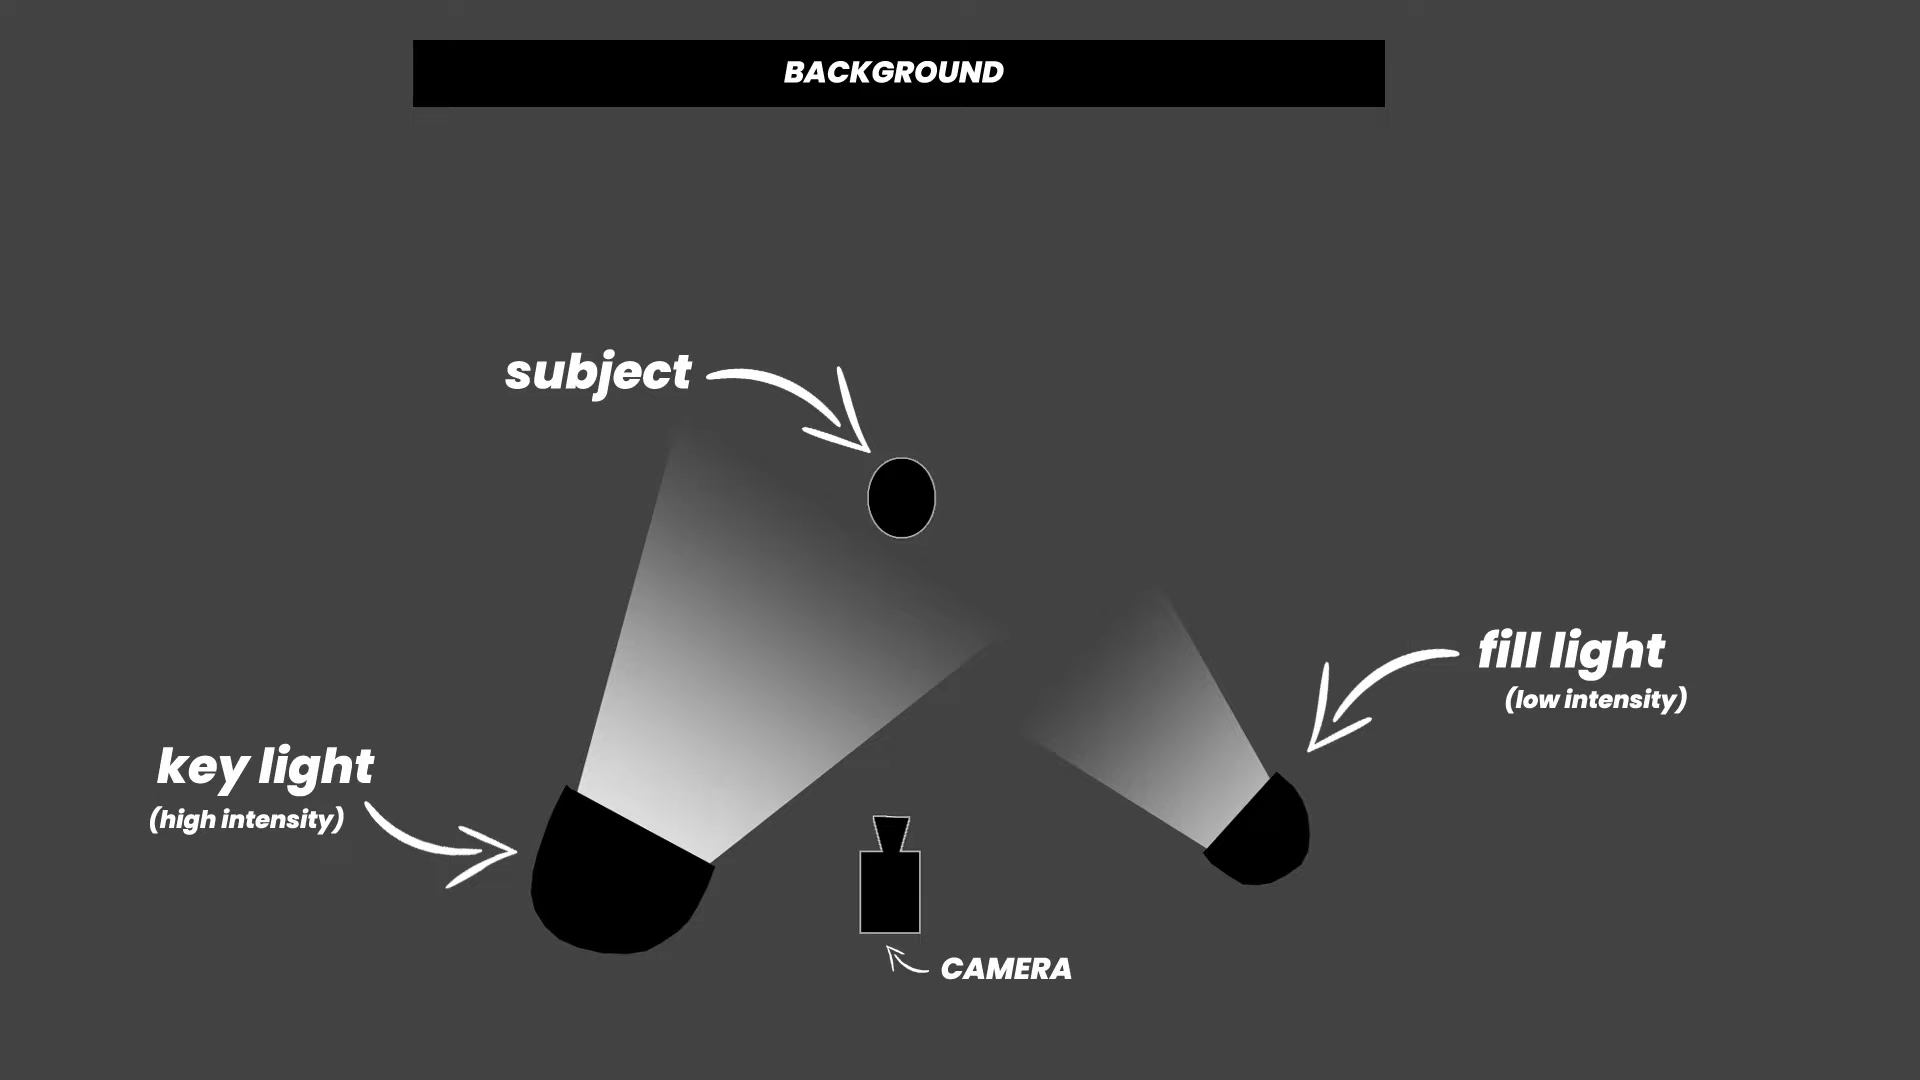 BACKGROUND
subject
fill light
(low intensity)
key light
(high intensity)
CAMERA